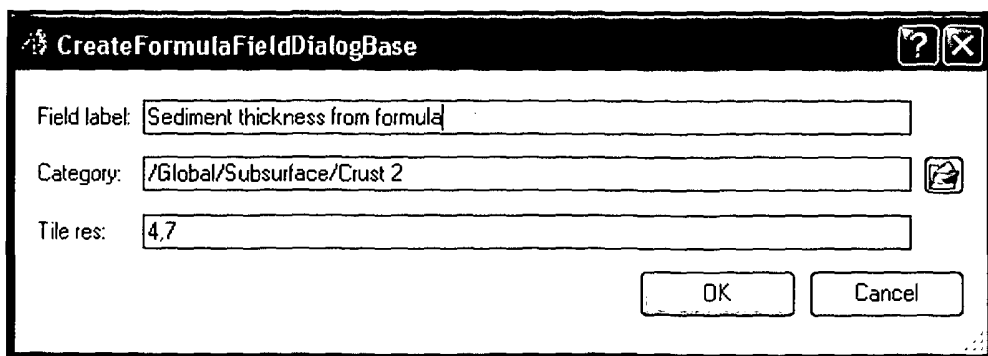 CreateFormulaFieldDialogBase
Field label: Sediment thickness from formula
Category: /Global/Subsurface/Crust 2
Tile res: 4,7
OK Cancel